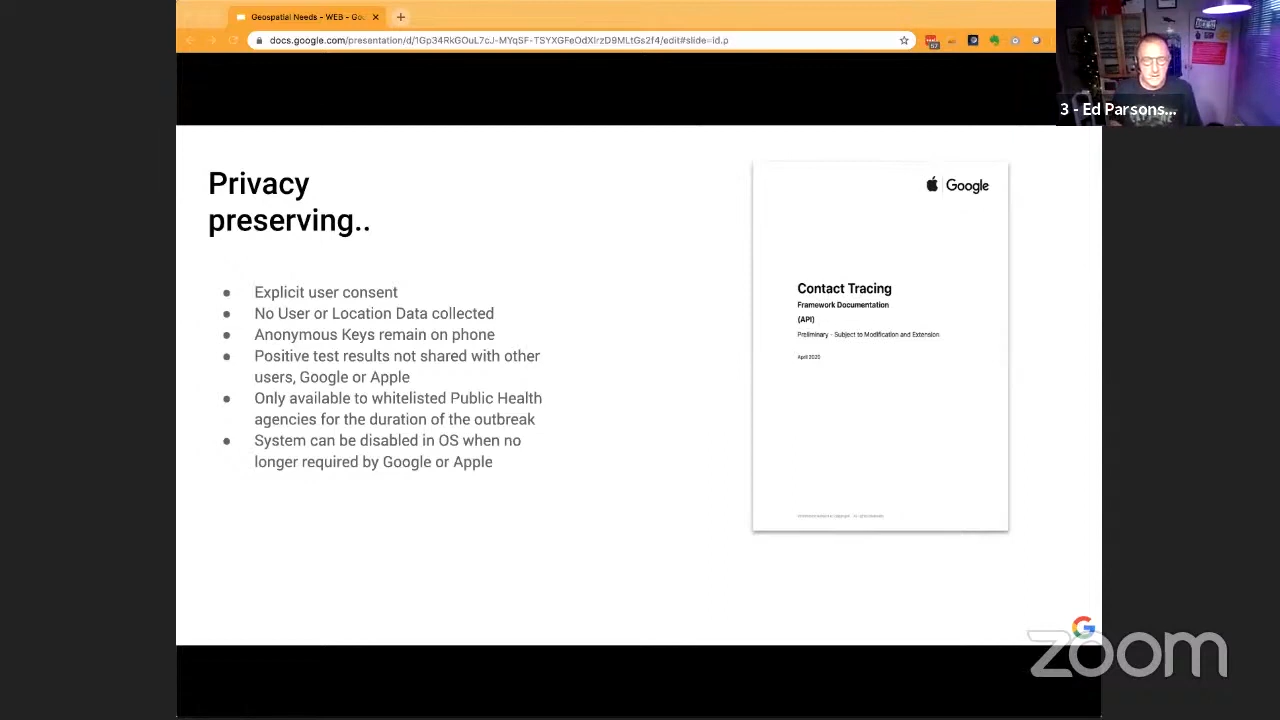 Geospatial Needs - WEB - Goo
docs.google.com/presentation/d/1Gp34RkGOuL7cJ-MYqSF-TSYXGFeOdXIrzD9MLtGs2f4/edit#slide=id.p
57
3 - Ed Parsons...
Privacy
preserving..
Explicit user consent
No User or Location Data collected
Anonymous Keys remain on phone
Positive test results not shared with other
users, Google or Apple
Only available to whitelisted Public Health
agencies for the duration of the outbreak
System can be disabled in OS when no
longer required by Google or Apple
Google
Contact Tracing
Framework Documentation
(API)
Preliminary - Subject to Modification and Extension
April 2020
zoom